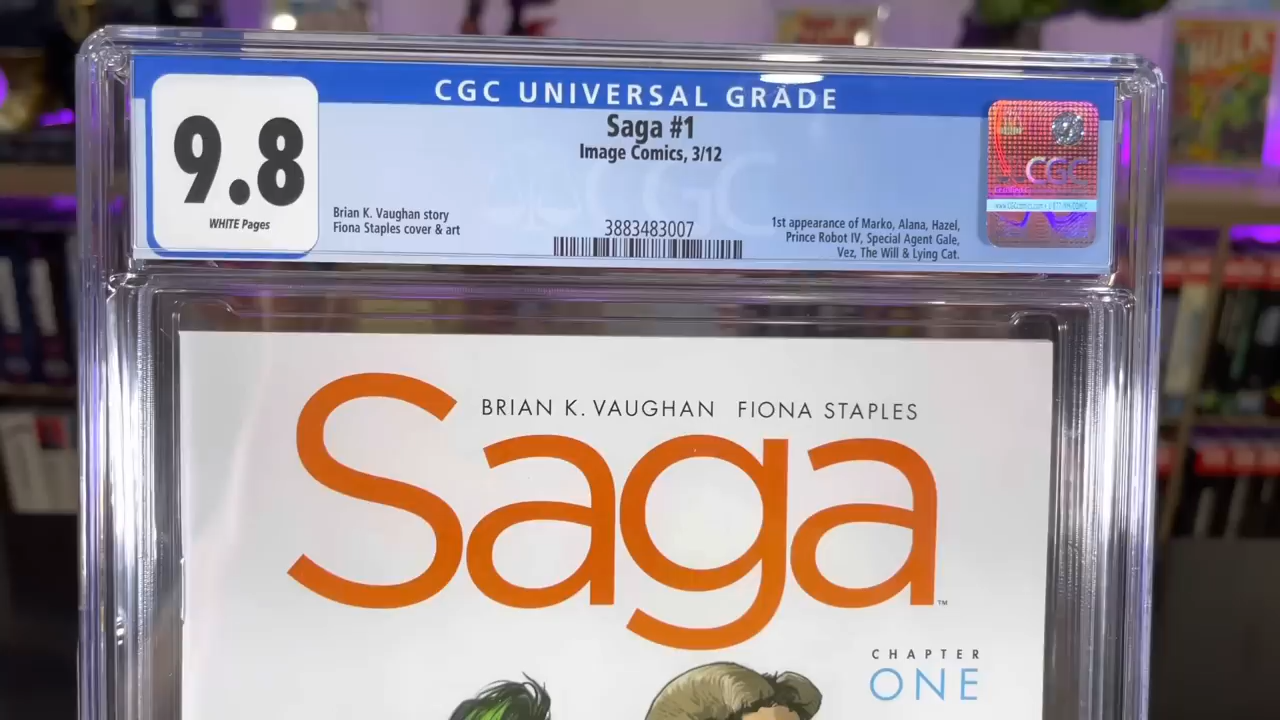 CGC UNIVERSAL GRADE
9.8
WHITE Pages
Saga #1
Image Comics, 3/12
Brian K. Vaughan story
Fiona Staples cover & art
3883483007
1st appearance of Marko, Alana, Hazel,
Prince Robot IV, Special Agent Gale,
Vez, The Will & Lying Cat.
CGC
BRIAN K. VAUGHAN FIONA STAPLES
Saga™
CHAPTER
ONE
HULK